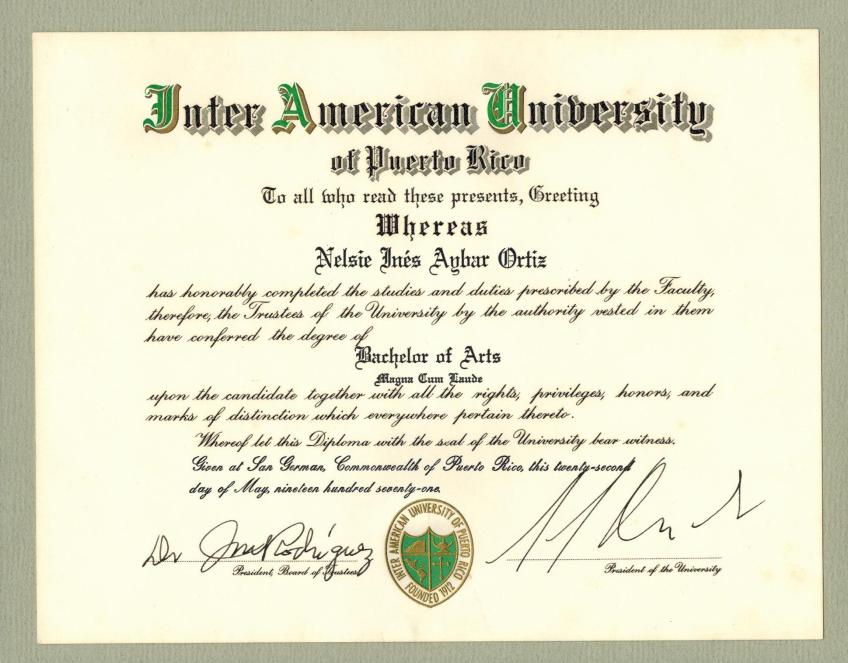 Inter American University
of Puerto Rico
To all who read these presents, Greeting
Whereas
Nelsie Inés Aybar Ortiz
has honorably completed the studies and duties prescribed by the Faculty,
therefore, the Trustees of the University by the authority vested in them
have conferred the degree of
Bachelor of Arts
Magna Cum Laude
upon the candidate together with all the rights, privileges, honors, and
marks of distinction which everywhere pertain thereto.
Whereof let this Diploma with the seal of the University bear witness.
Given at San German, Commonwealth of Puerto Rico, this twenty-second
day of May, nineteen hundred seventy-one.
INTER AMERICAN UNIVERSITY OF PUERTO RICO
FOUNDED 1912
Dr José Rodríguez
President, Board of Trustees
President of the University